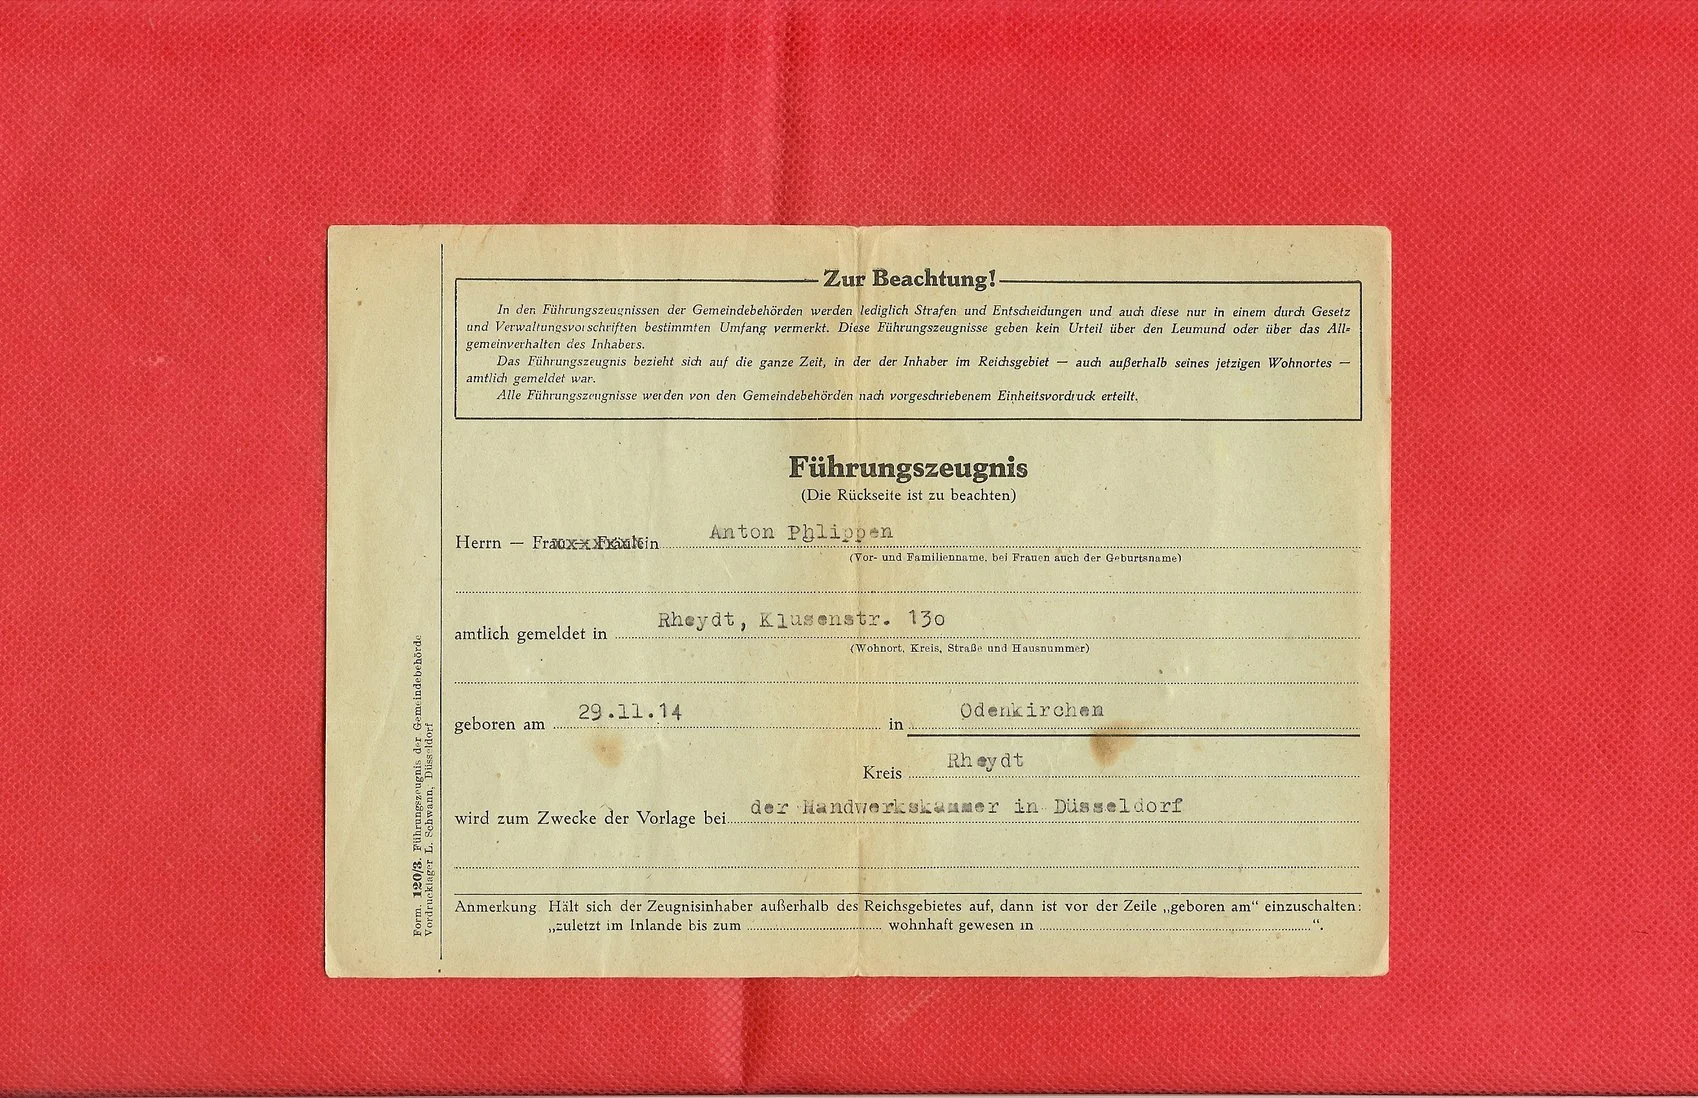 Zur Beachtung!
In den Führungszeugnissen der Gemeindebehörden werden lediglich Strafen und Entscheidungen und auch diese nur in einem durch Gesetz
und Verwaltungsvorschriften bestimmten Umfang vermerkt. Diese Führungszeugnisse geben kein Urteil über den Leumund oder über das All-
gemeinverhalten des Inhabers.
Das Führungszeugnis bezieht sich auf die ganze Zeit, in der der Inhaber im Reichsgebiet — auch außerhalb seines jetzigen Wohnortes —
amtlich gemeldet war.
Alle Führungszeugnisse werden von den Gemeindebehörden nach vorgeschriebenem Einheitsvordruck erteilt.
Führungszeugnis
(Die Rückseite ist zu beachten)
Herrn — Frau — Fräulein Anton Phlippen
(Vor- und Familienname, bei Frauen auch der Geburtsname)
amtlich gemeldet in Rheydt, Klusenstr. 13o
(Wohnort, Kreis, Straße und Hausnummer)
geboren am 29.11.14 in Odenkirchen
Kreis Rheydt
wird zum Zwecke der Vorlage bei der Handwerkskammer in Düsseldorf
Anmerkung Hält sich der Zeugnisinhaber außerhalb des Reichsgebietes auf, dann ist vor der Zeile „geboren am“ einzuschalten:
„zuletzt im Inlande bis zum wohnhaft gewesen in “.
Form. 120/3. Führungszeugnis der Gemeindebehörde
Vordrucklager L. Schwann, Düsseldorf